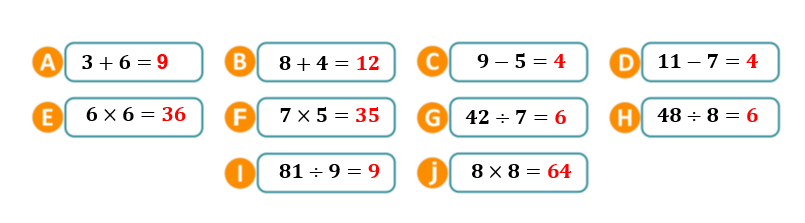 A 3 + 6 = 9 B 8 + 4 = 12 C 9 − 5 = 4 D 11 − 7 = 4
E 6 × 6 = 36 F 7 × 5 = 35 G 42 ÷ 7 = 6 H 48 ÷ 8 = 6
I 81 ÷ 9 = 9 j 8 × 8 = 64